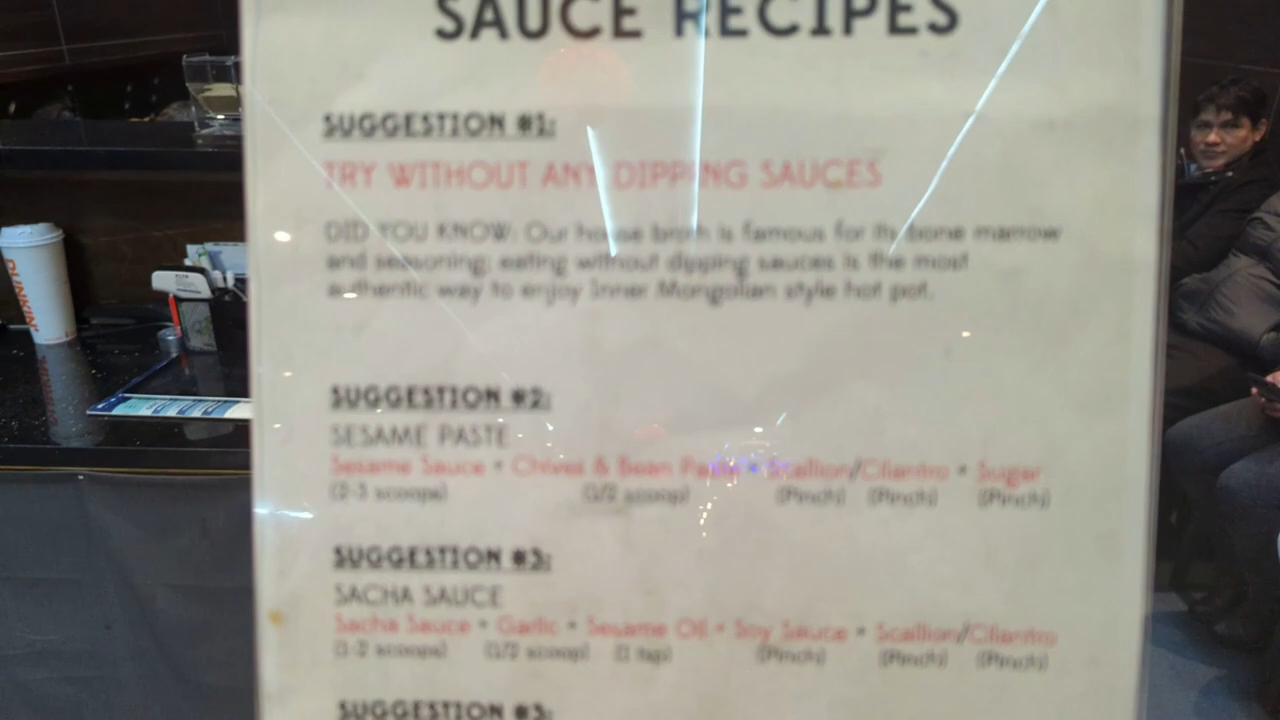 SAUCE RECIPES
SUGGESTION #1:
TRY WITHOUT ANY DIPPING SAUCES
DID YOU KNOW: Our house broth is famous for its bone marrow
and seasoning; eating without dipping sauces is the most
authentic way to enjoy Inner Mongolian style hot pot.
SUGGESTION #2:
SESAME PASTE
Sesame Sauce • Chives & Bean Paste • Scallion/Cilantro • Sugar
(2-3 scoops) (1/2 scoop) (Pinch) (Pinch) (Pinch)
SUGGESTION #3:
SACHA SAUCE
Sacha Sauce • Garlic • Sesame Oil • Soy Sauce • Scallion/Cilantro
(1-2 scoops) (1/2 scoop) (1 tsp) (Pinch) (Pinch) (Pinch)
SUGGESTION #3:
DUNKIN'